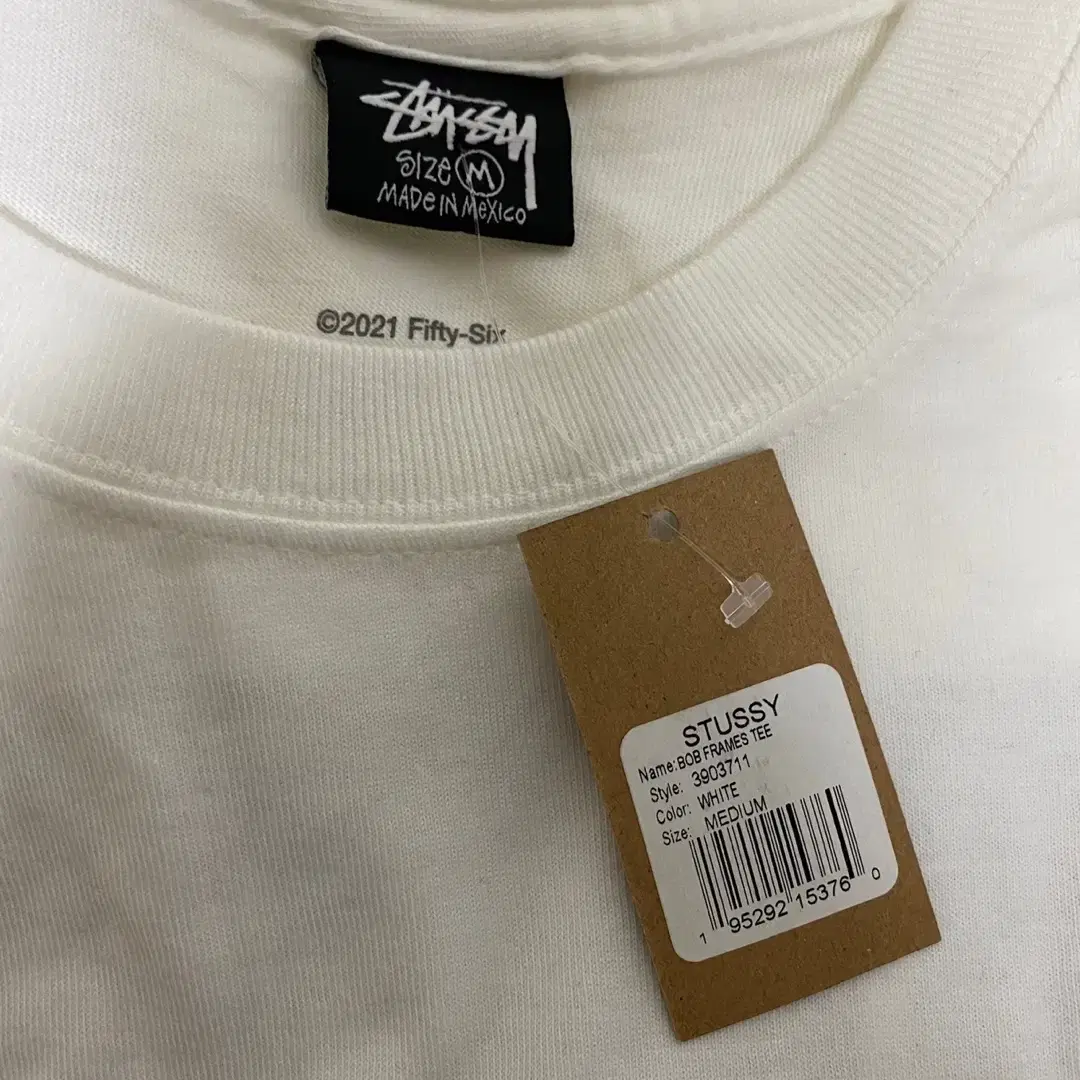 STÜSSY
SIZE M
MADE IN MEXICO
©2021 Fifty-Six
STUSSY
Name:BOB FRAMES TEE
Style: 3903711
Color: WHITE
Size: MEDIUM
1 95292 15376 0